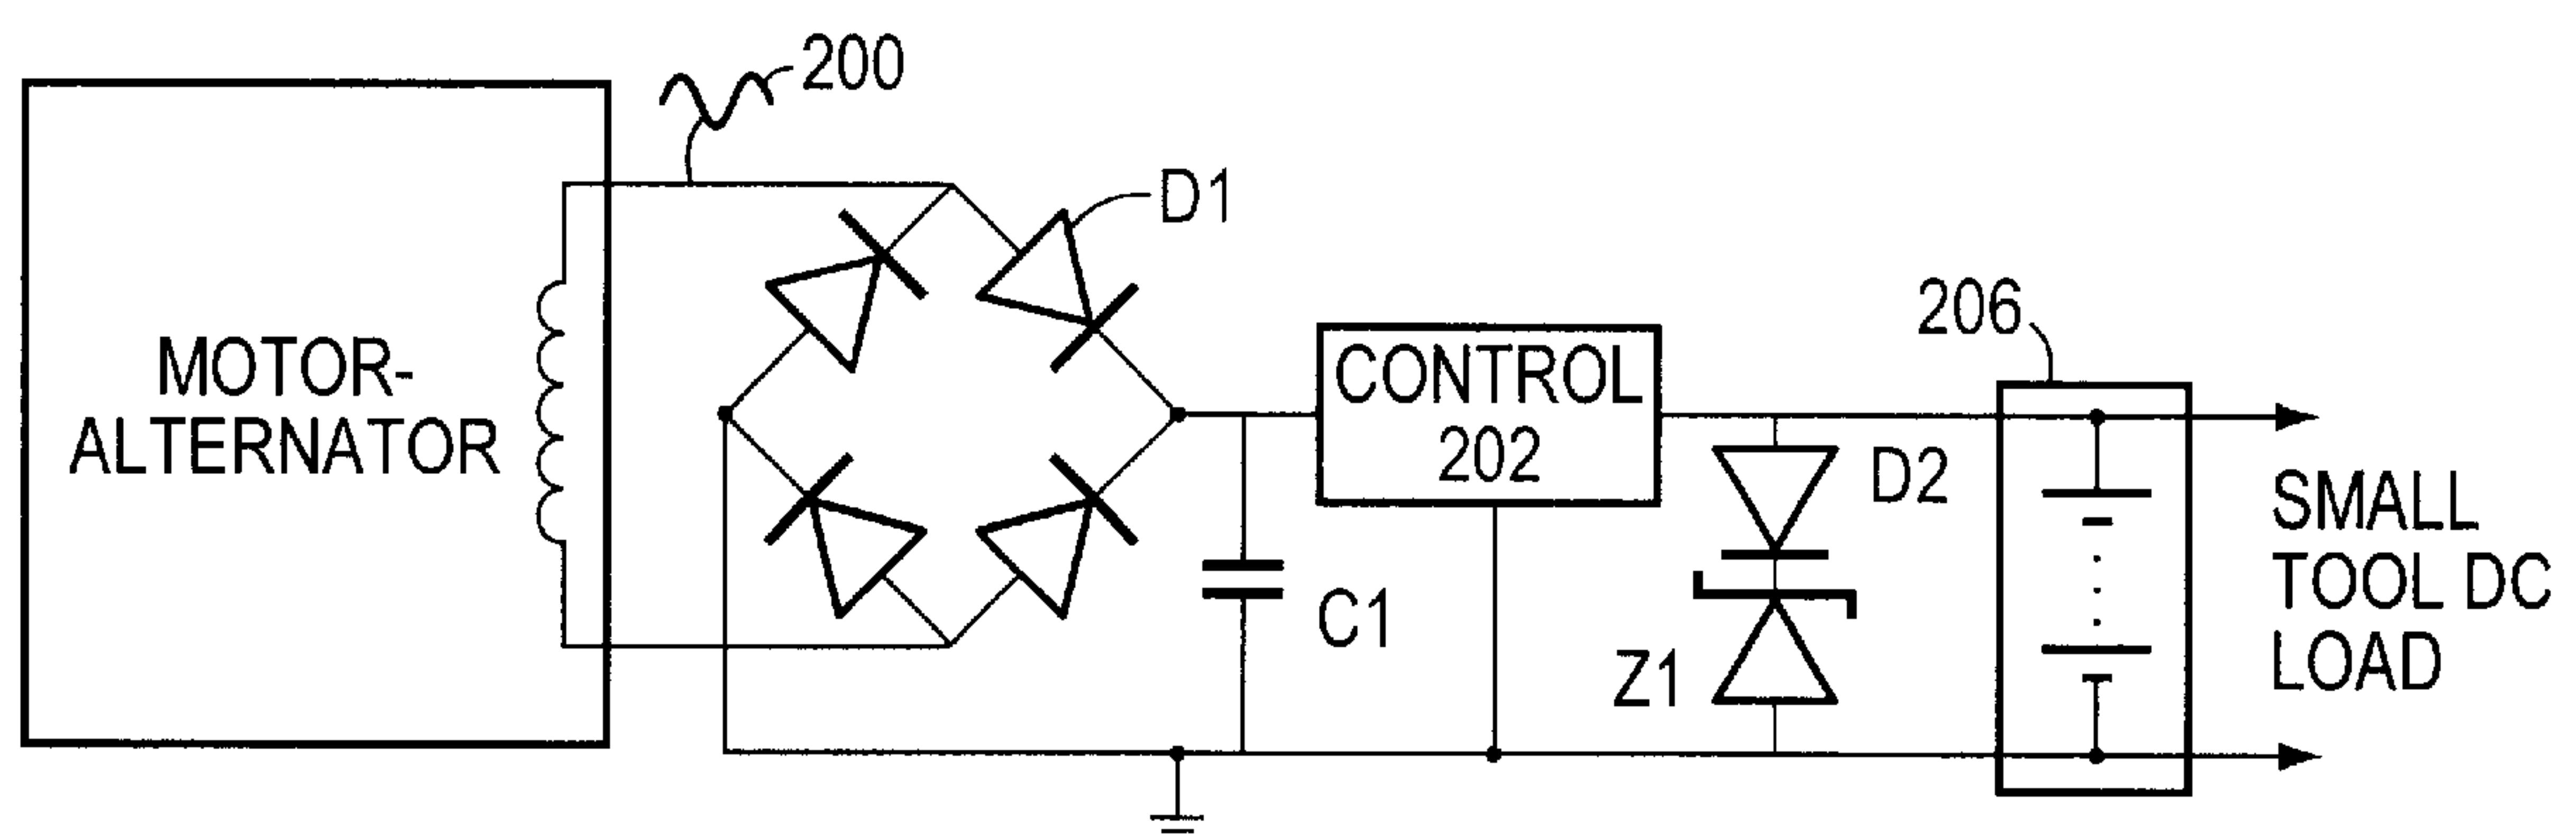 200
D1
MOTOR-
ALTERNATOR
CONTROL
202
206
D2
C1
Z1
SMALL
TOOL DC
LOAD